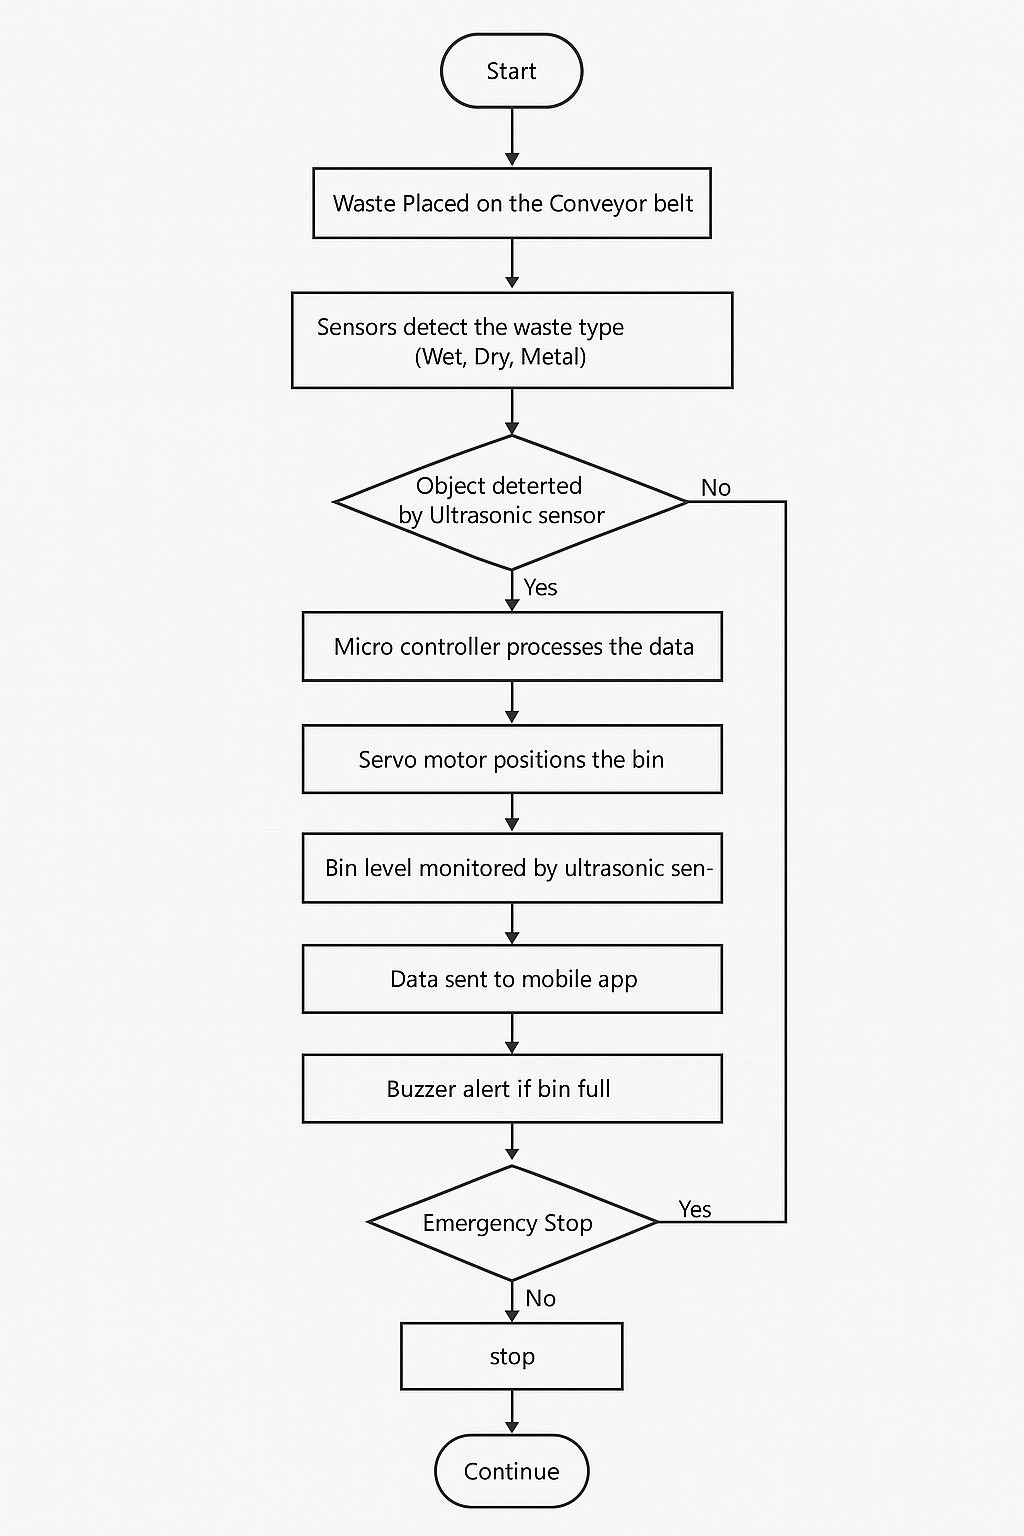 Start
Waste Placed on the Conveyor belt
Sensors detect the waste type
(Wet, Dry, Metal)
Object deterted
by Ultrasonic sensor
No
Yes
Micro controller processes the data
Servo motor positions the bin
Bin level monitored by ultrasonic sen-
Data sent to mobile app
Buzzer alert if bin full
Emergency Stop
Yes
No
stop
Continue